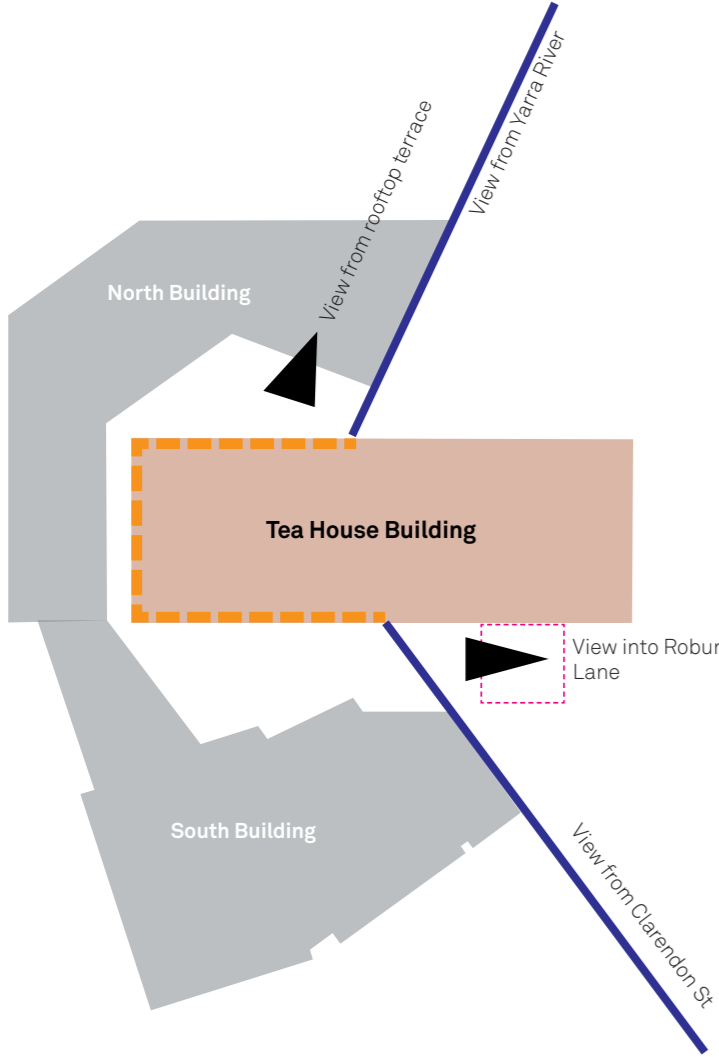 View from Yarra River
View from rooftop terrace
North Building
Tea House Building
View into Robur
Lane
South Building
View from Clarendon St